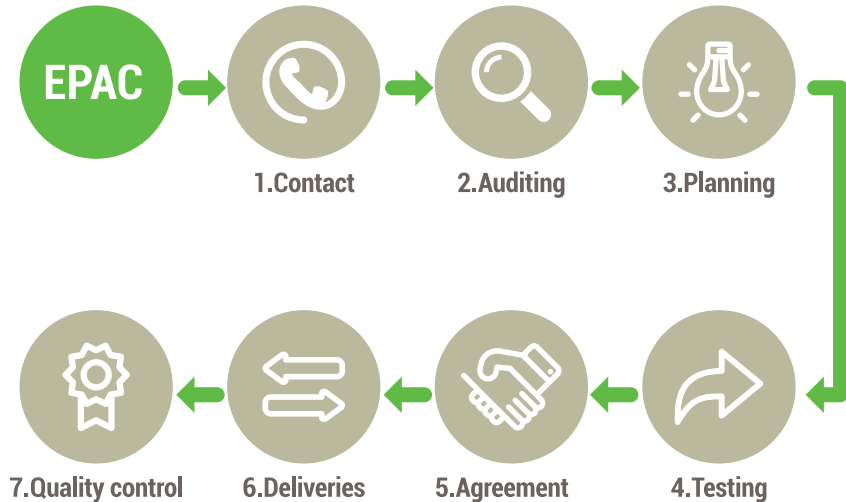 EPAC
1.Contact
2.Auditing
3.Planning
7.Quality control
6.Deliveries
5.Agreement
4.Testing